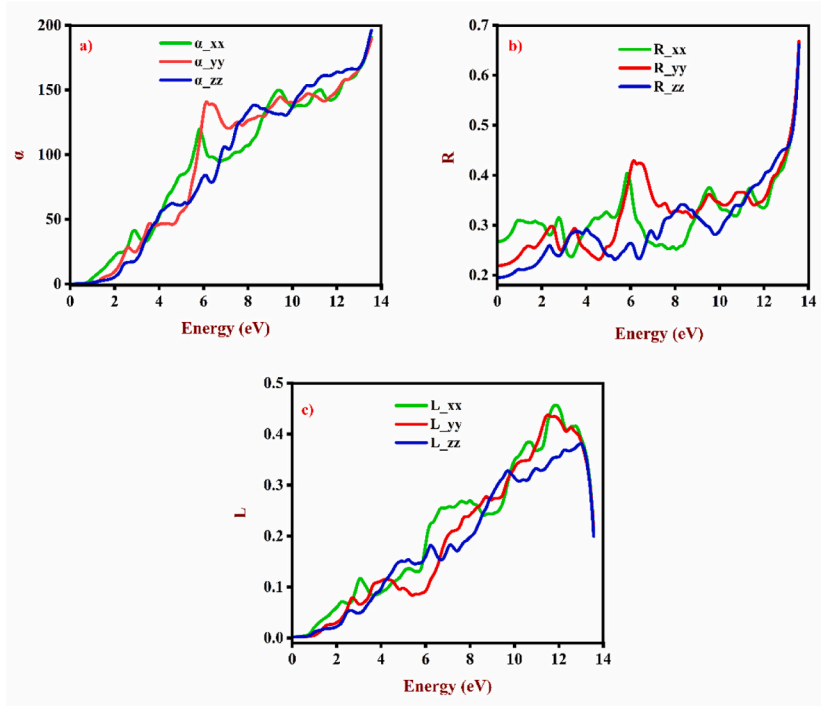 a)
α_xx
α_yy
α_zz
200
150
100
50
0
α
0 2 4 6 8 10 12 14
Energy (eV)
b)
R_xx
R_yy
R_zz
0.7
0.6
0.5
0.4
0.3
0.2
R
0 2 4 6 8 10 12 14
Energy (eV)
c)
L_xx
L_yy
L_zz
0.5
0.4
0.3
0.2
0.1
0.0
L
0 2 4 6 8 10 12 14
Energy (eV)